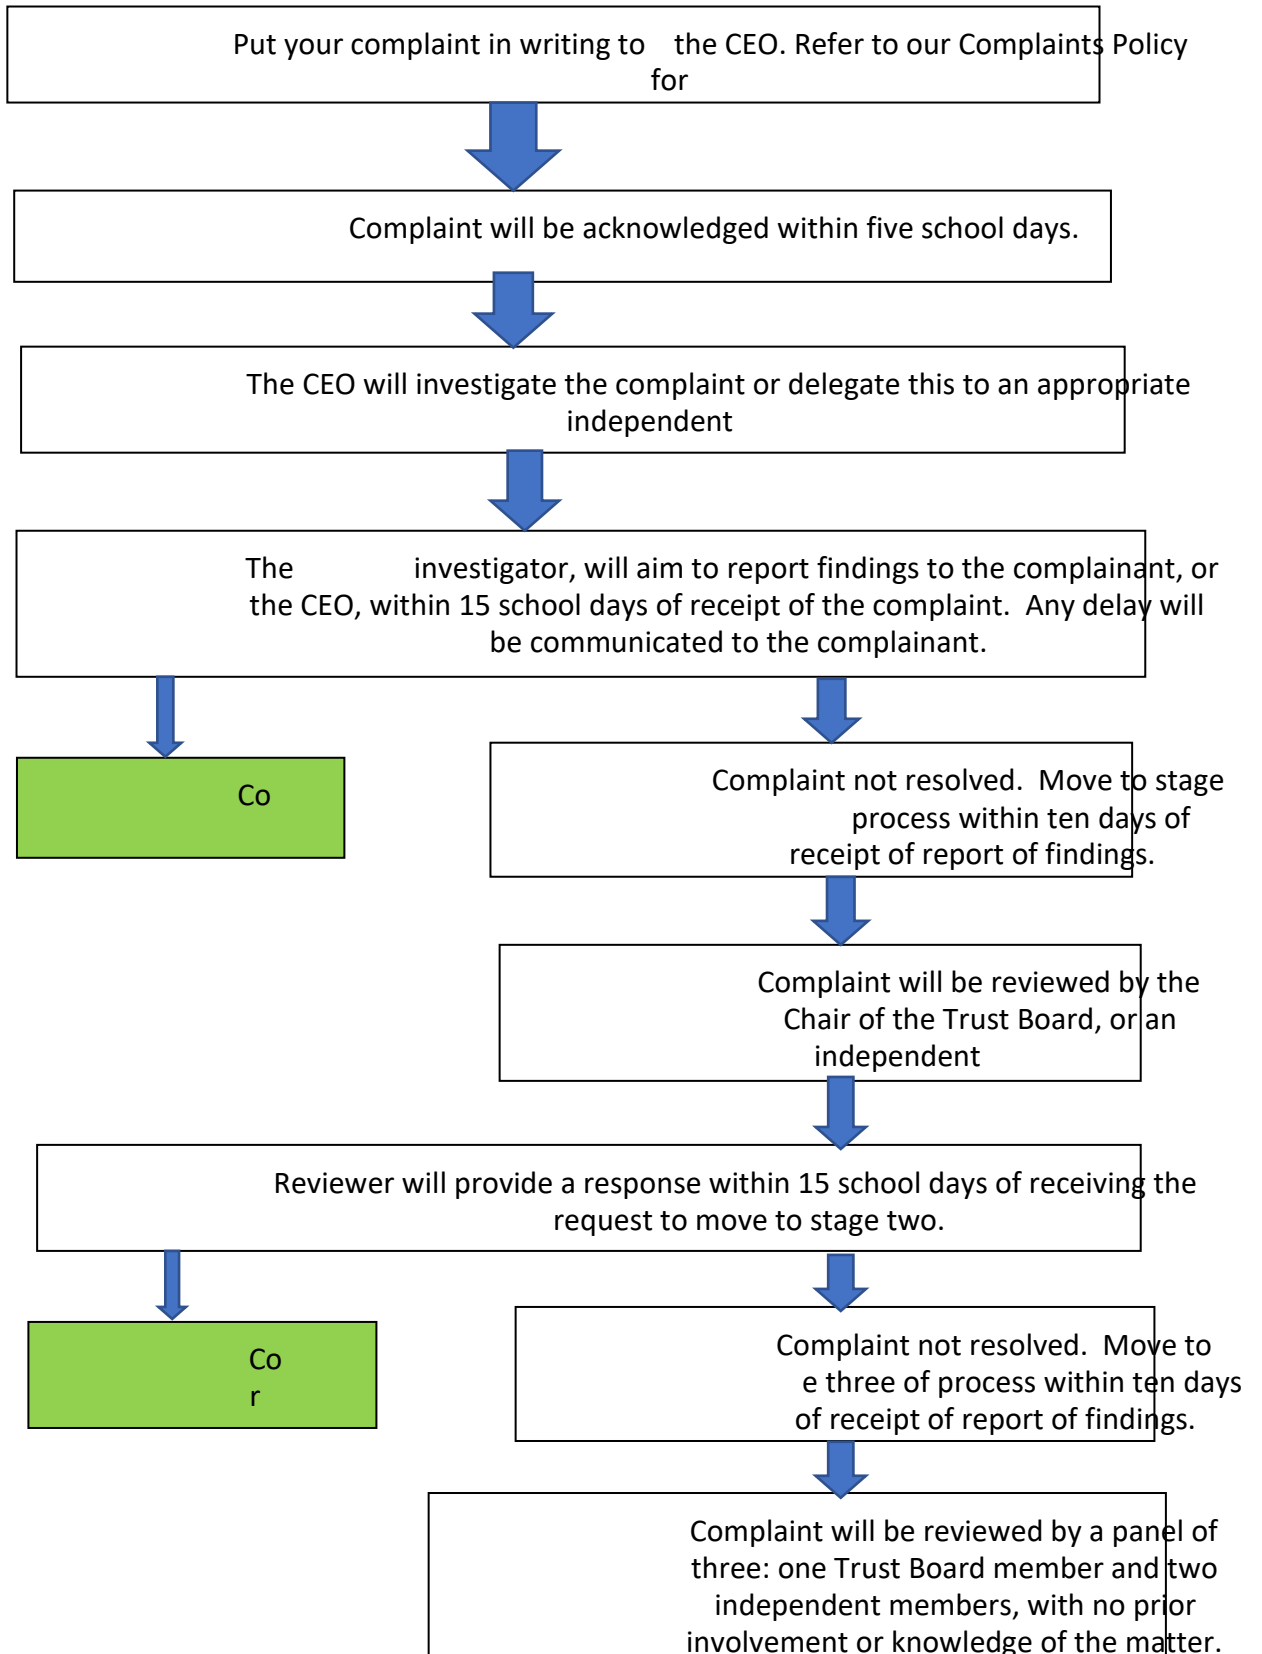 Put your complaint in writing to the CEO. Refer to our Complaints Policy
for
Complaint will be acknowledged within five school days.
The CEO will investigate the complaint or delegate this to an appropriate
independent
The investigator, will aim to report findings to the complainant, or
the CEO, within 15 school days of receipt of the complaint. Any delay will
be communicated to the complainant.
Co
Complaint not resolved. Move to stage
process within ten days of
receipt of report of findings.
Complaint will be reviewed by the
Chair of the Trust Board, or an
independent
Reviewer will provide a response within 15 school days of receiving the
request to move to stage two.
Co
r
Complaint not resolved. Move to
e three of process within ten days
of receipt of report of findings.
Complaint will be reviewed by a panel of
three: one Trust Board member and two
independent members, with no prior
involvement or knowledge of the matter.